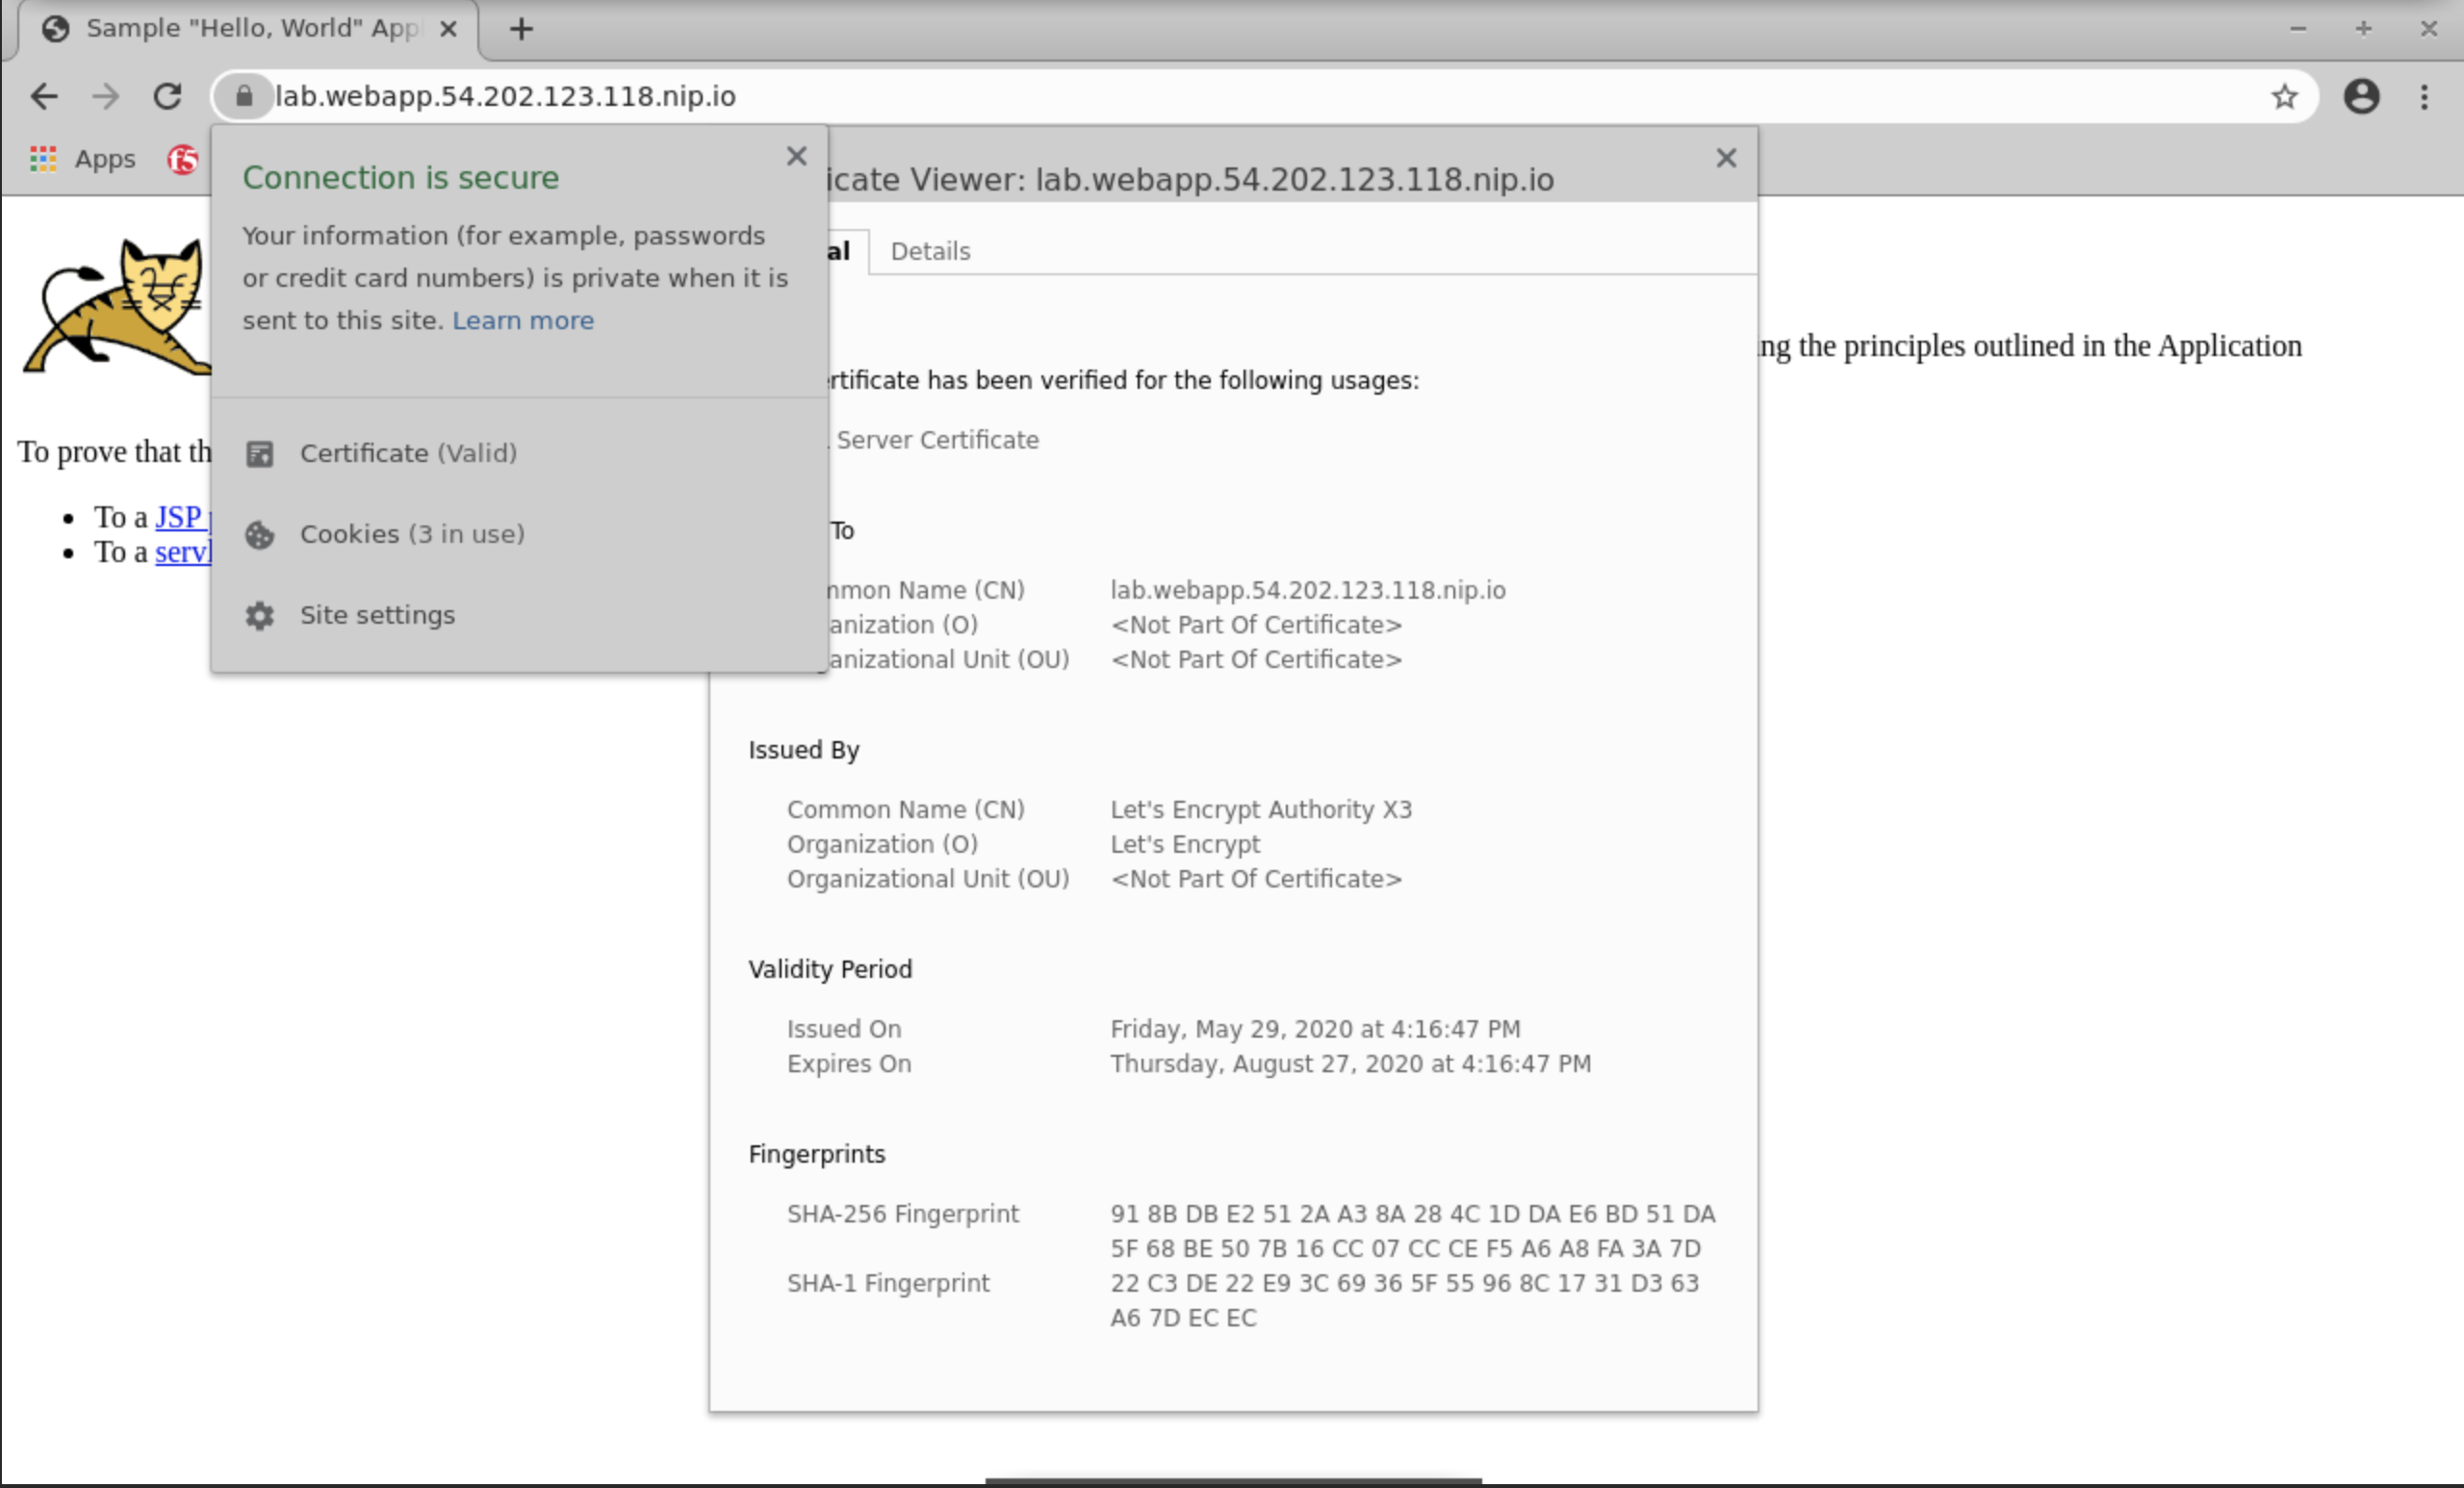 Sample "Hello, World" App
lab.webapp.54.202.123.118.nip.io
Apps
f5
Connection is secure
Your information (for example, passwords
or credit card numbers) is private when it is
sent to this site. Learn more
Certificate (Valid)
Cookies (3 in use)
Site settings
icate Viewer: lab.webapp.54.202.123.118.nip.io
al Details
ertificate has been verified for the following usages:
Server Certificate
To
mmon Name (CN) lab.webapp.54.202.123.118.nip.io
anization (O) <Not Part Of Certificate>
anizational Unit (OU) <Not Part Of Certificate>
Issued By
Common Name (CN) Let's Encrypt Authority X3
Organization (O) Let's Encrypt
Organizational Unit (OU) <Not Part Of Certificate>
Validity Period
Issued On Friday, May 29, 2020 at 4:16:47 PM
Expires On Thursday, August 27, 2020 at 4:16:47 PM
Fingerprints
SHA-256 Fingerprint 91 8B DB E2 51 2A A3 8A 28 4C 1D DA E6 BD 51 DA
5F 68 BE 50 7B 16 CC 07 CC CE F5 A6 A8 FA 3A 7D
SHA-1 Fingerprint 22 C3 DE 22 E9 3C 69 36 5F 55 96 8C 17 31 D3 63
A6 7D EC EC
ing the principles outlined in the Application
To prove that th
To a JSP
To a servl